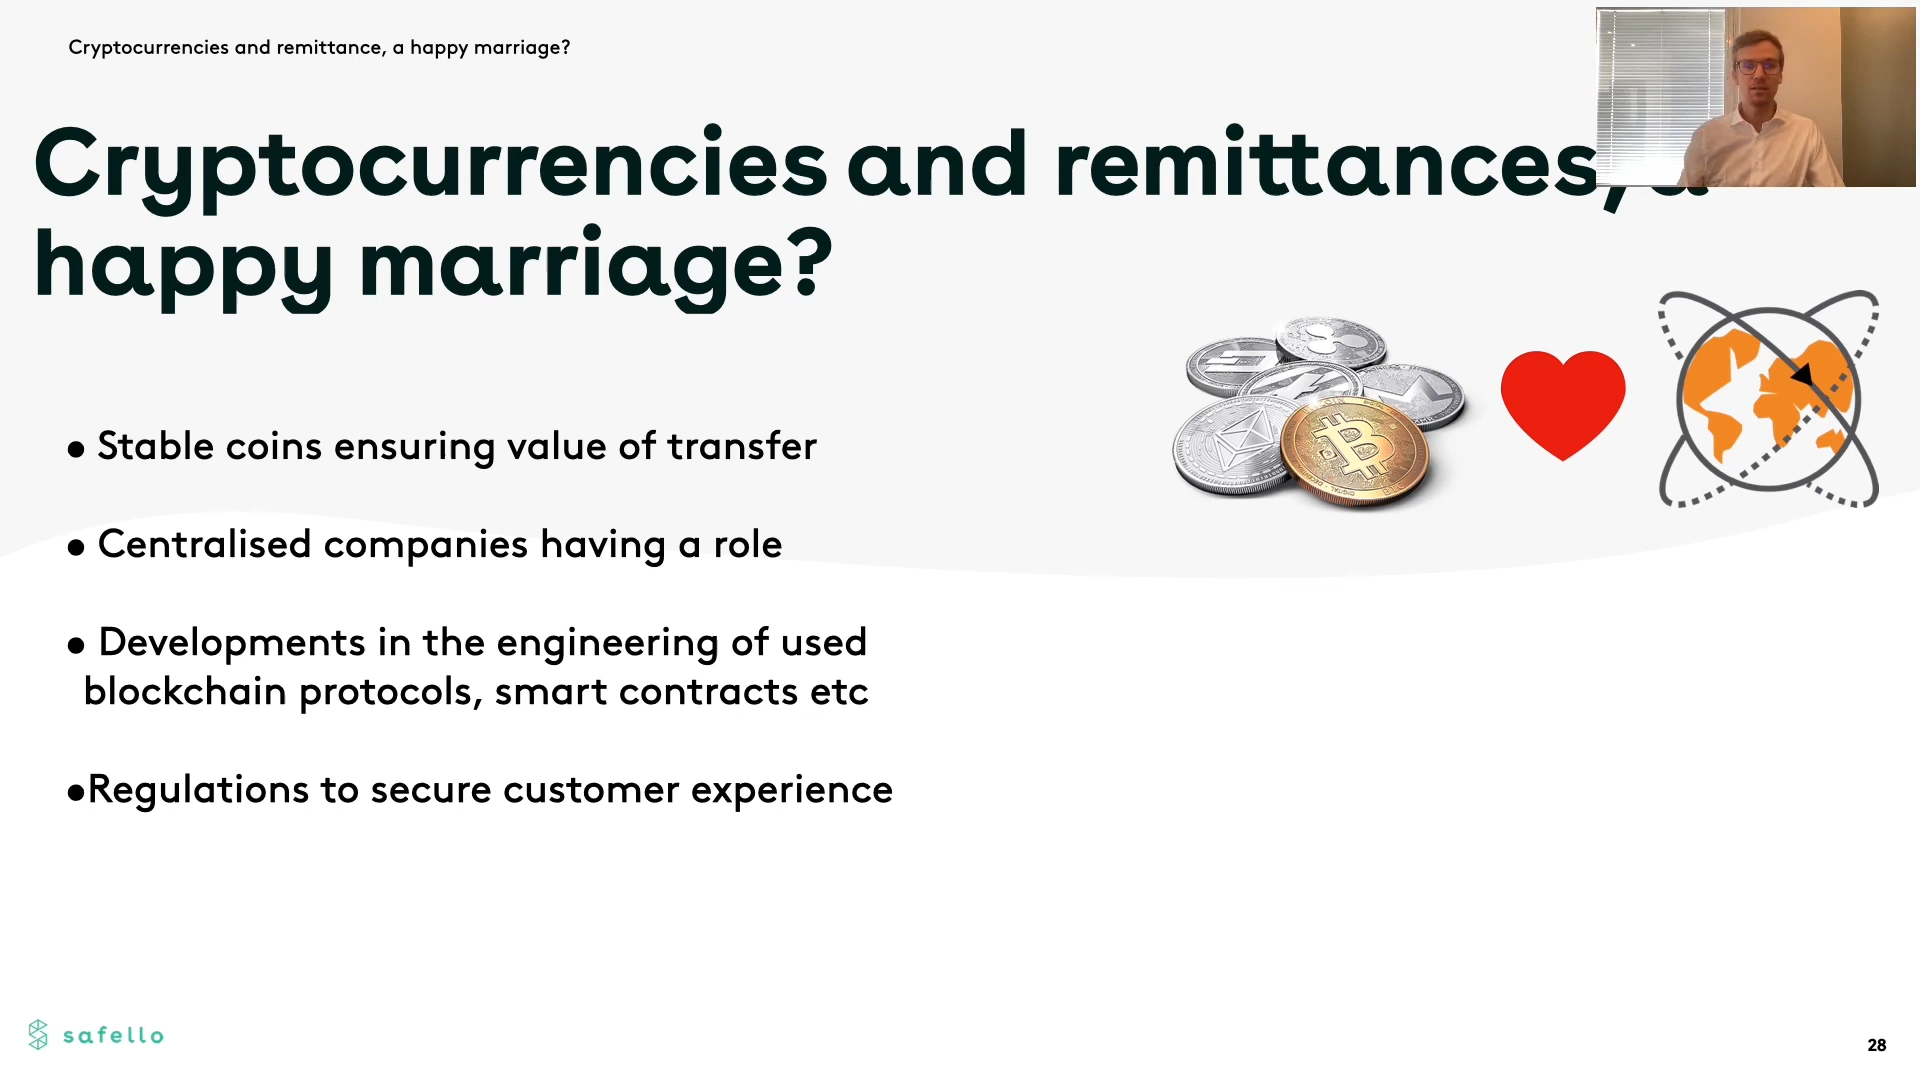 Cryptocurrencies and remittance, a happy marriage?
Cryptocurrencies and remittances, a
happy marriage?
• Stable coins ensuring value of transfer
• Centralised companies having a role
• Developments in the engineering of used
blockchain protocols, smart contracts etc
•Regulations to secure customer experience
safello
28